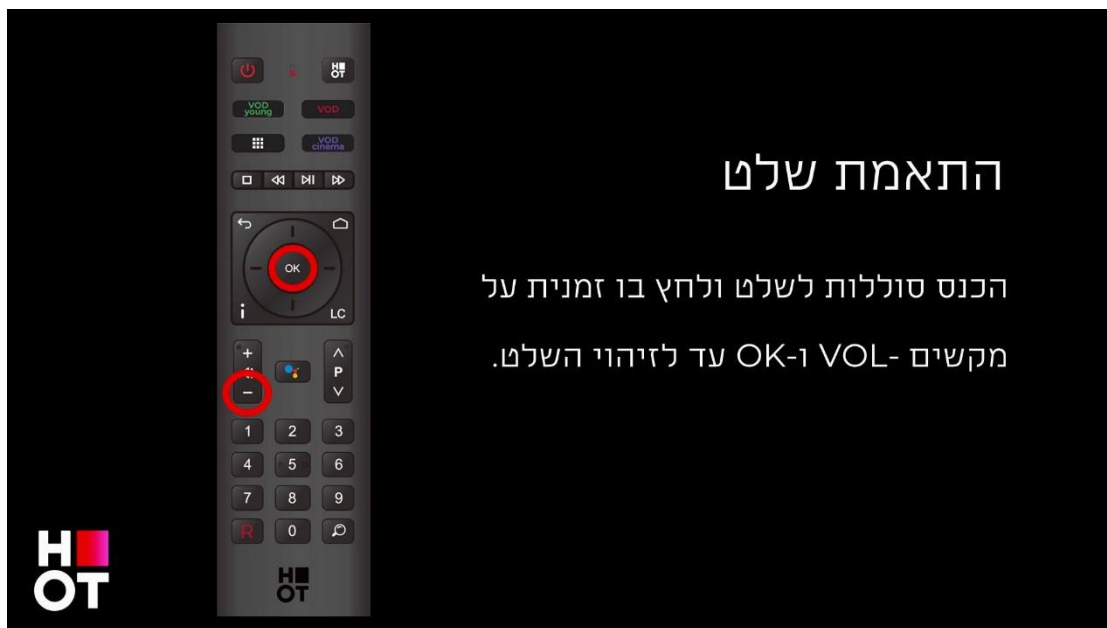 התאמת שלט
הכנס סוללות לשלט ולחץ בו זמנית על
מקשים -VOL ו-OK עד לזיהוי השלט.
HOT
VOD young
VOD
VOD cinema
OK
i
LC
+
P
-
1 2 3
4 5 6
7 8 9
R 0
HOT
HOT